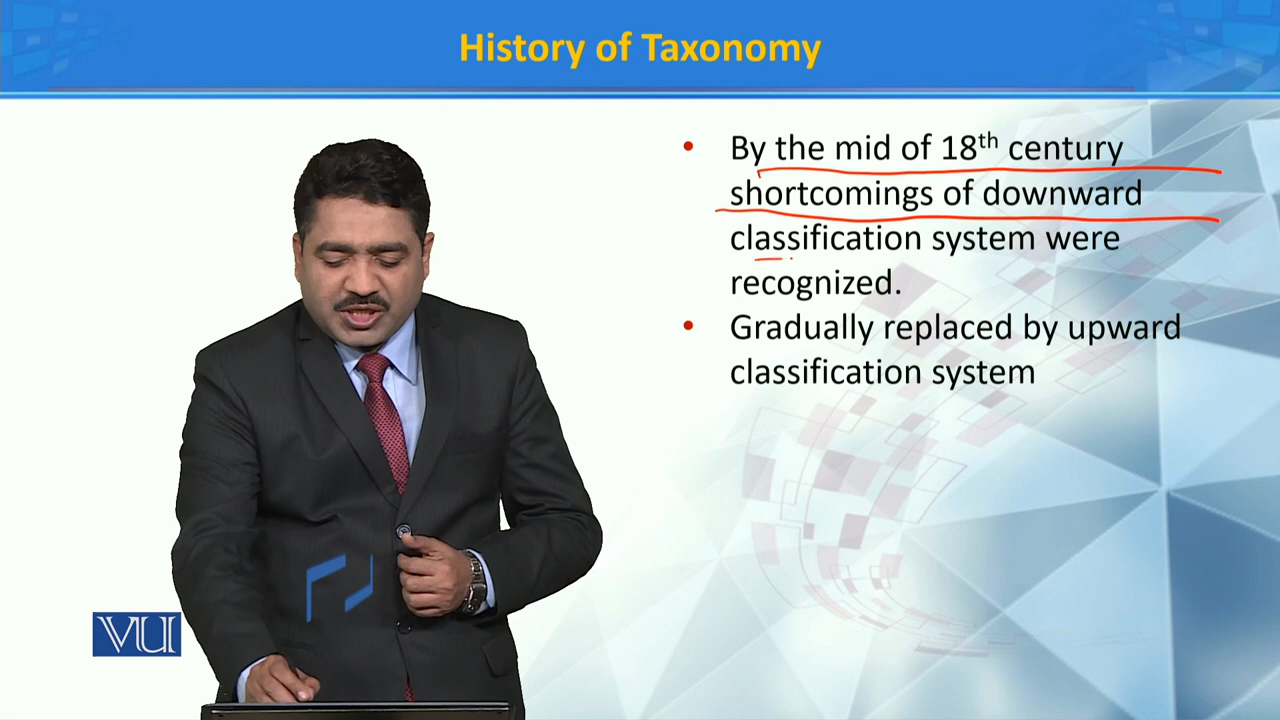 History of Taxonomy
• By the mid of 18th century
shortcomings of downward
classification system were
recognized.
• Gradually replaced by upward
classification system
VU